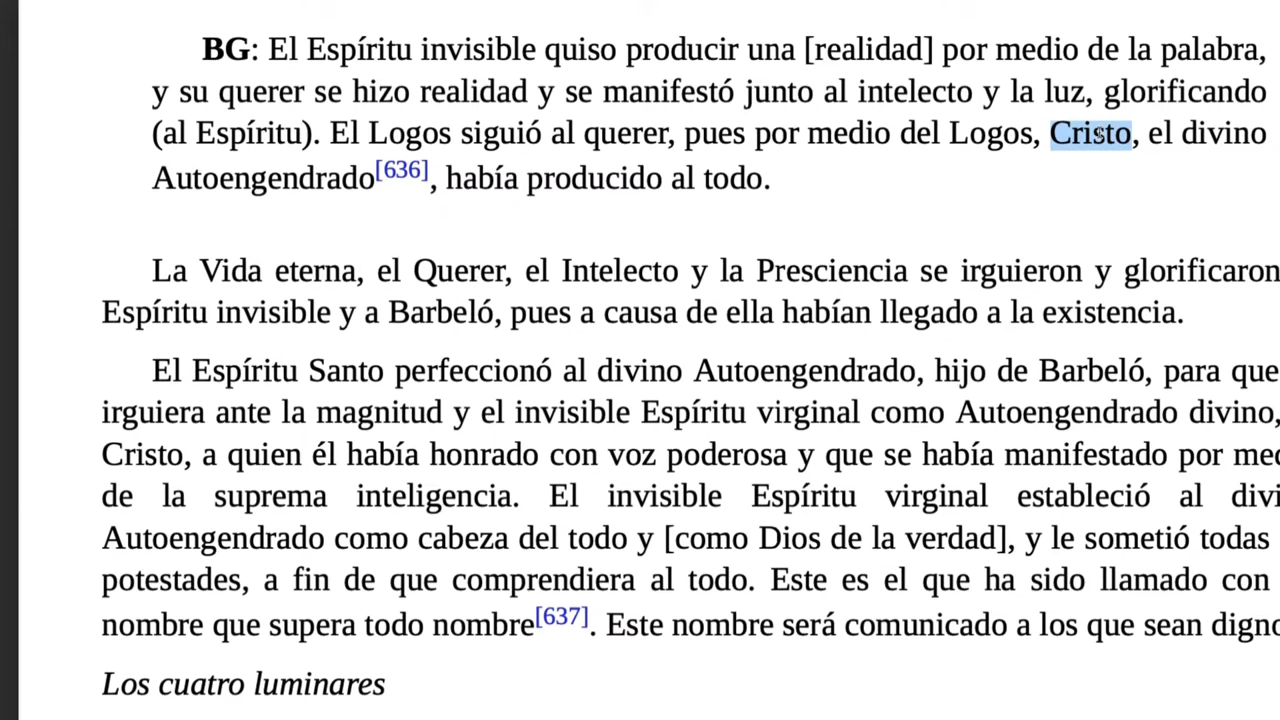 BG: El Espíritu invisible quiso producir una [realidad] por medio de la palabra,
y su querer se hizo realidad y se manifestó junto al intelecto y la luz, glorificando
(al Espíritu). El Logos siguió al querer, pues por medio del Logos, Cristo, el divino
Autoengendrado[636], había producido al todo.
La Vida eterna, el Querer, el Intelecto y la Presciencia se irguieron y glorificaron
Espíritu invisible y a Barbeló, pues a causa de ella habían llegado a la existencia.
El Espíritu Santo perfeccionó al divino Autoengendrado, hijo de Barbeló, para que
irguiera ante la magnitud y el invisible Espíritu virginal como Autoengendrado divino,
Cristo, a quien él había honrado con voz poderosa y que se había manifestado por
de la suprema inteligencia. El invisible Espíritu virginal estableció al
Autoengendrado como cabeza del todo y [como Dios de la verdad], y le sometió todas
potestades, a fin de que comprendiera al todo. Este es el que ha sido llamado con
nombre que supera todo nombre[637]. Este nombre será comunicado a los que sean
Los cuatro luminares